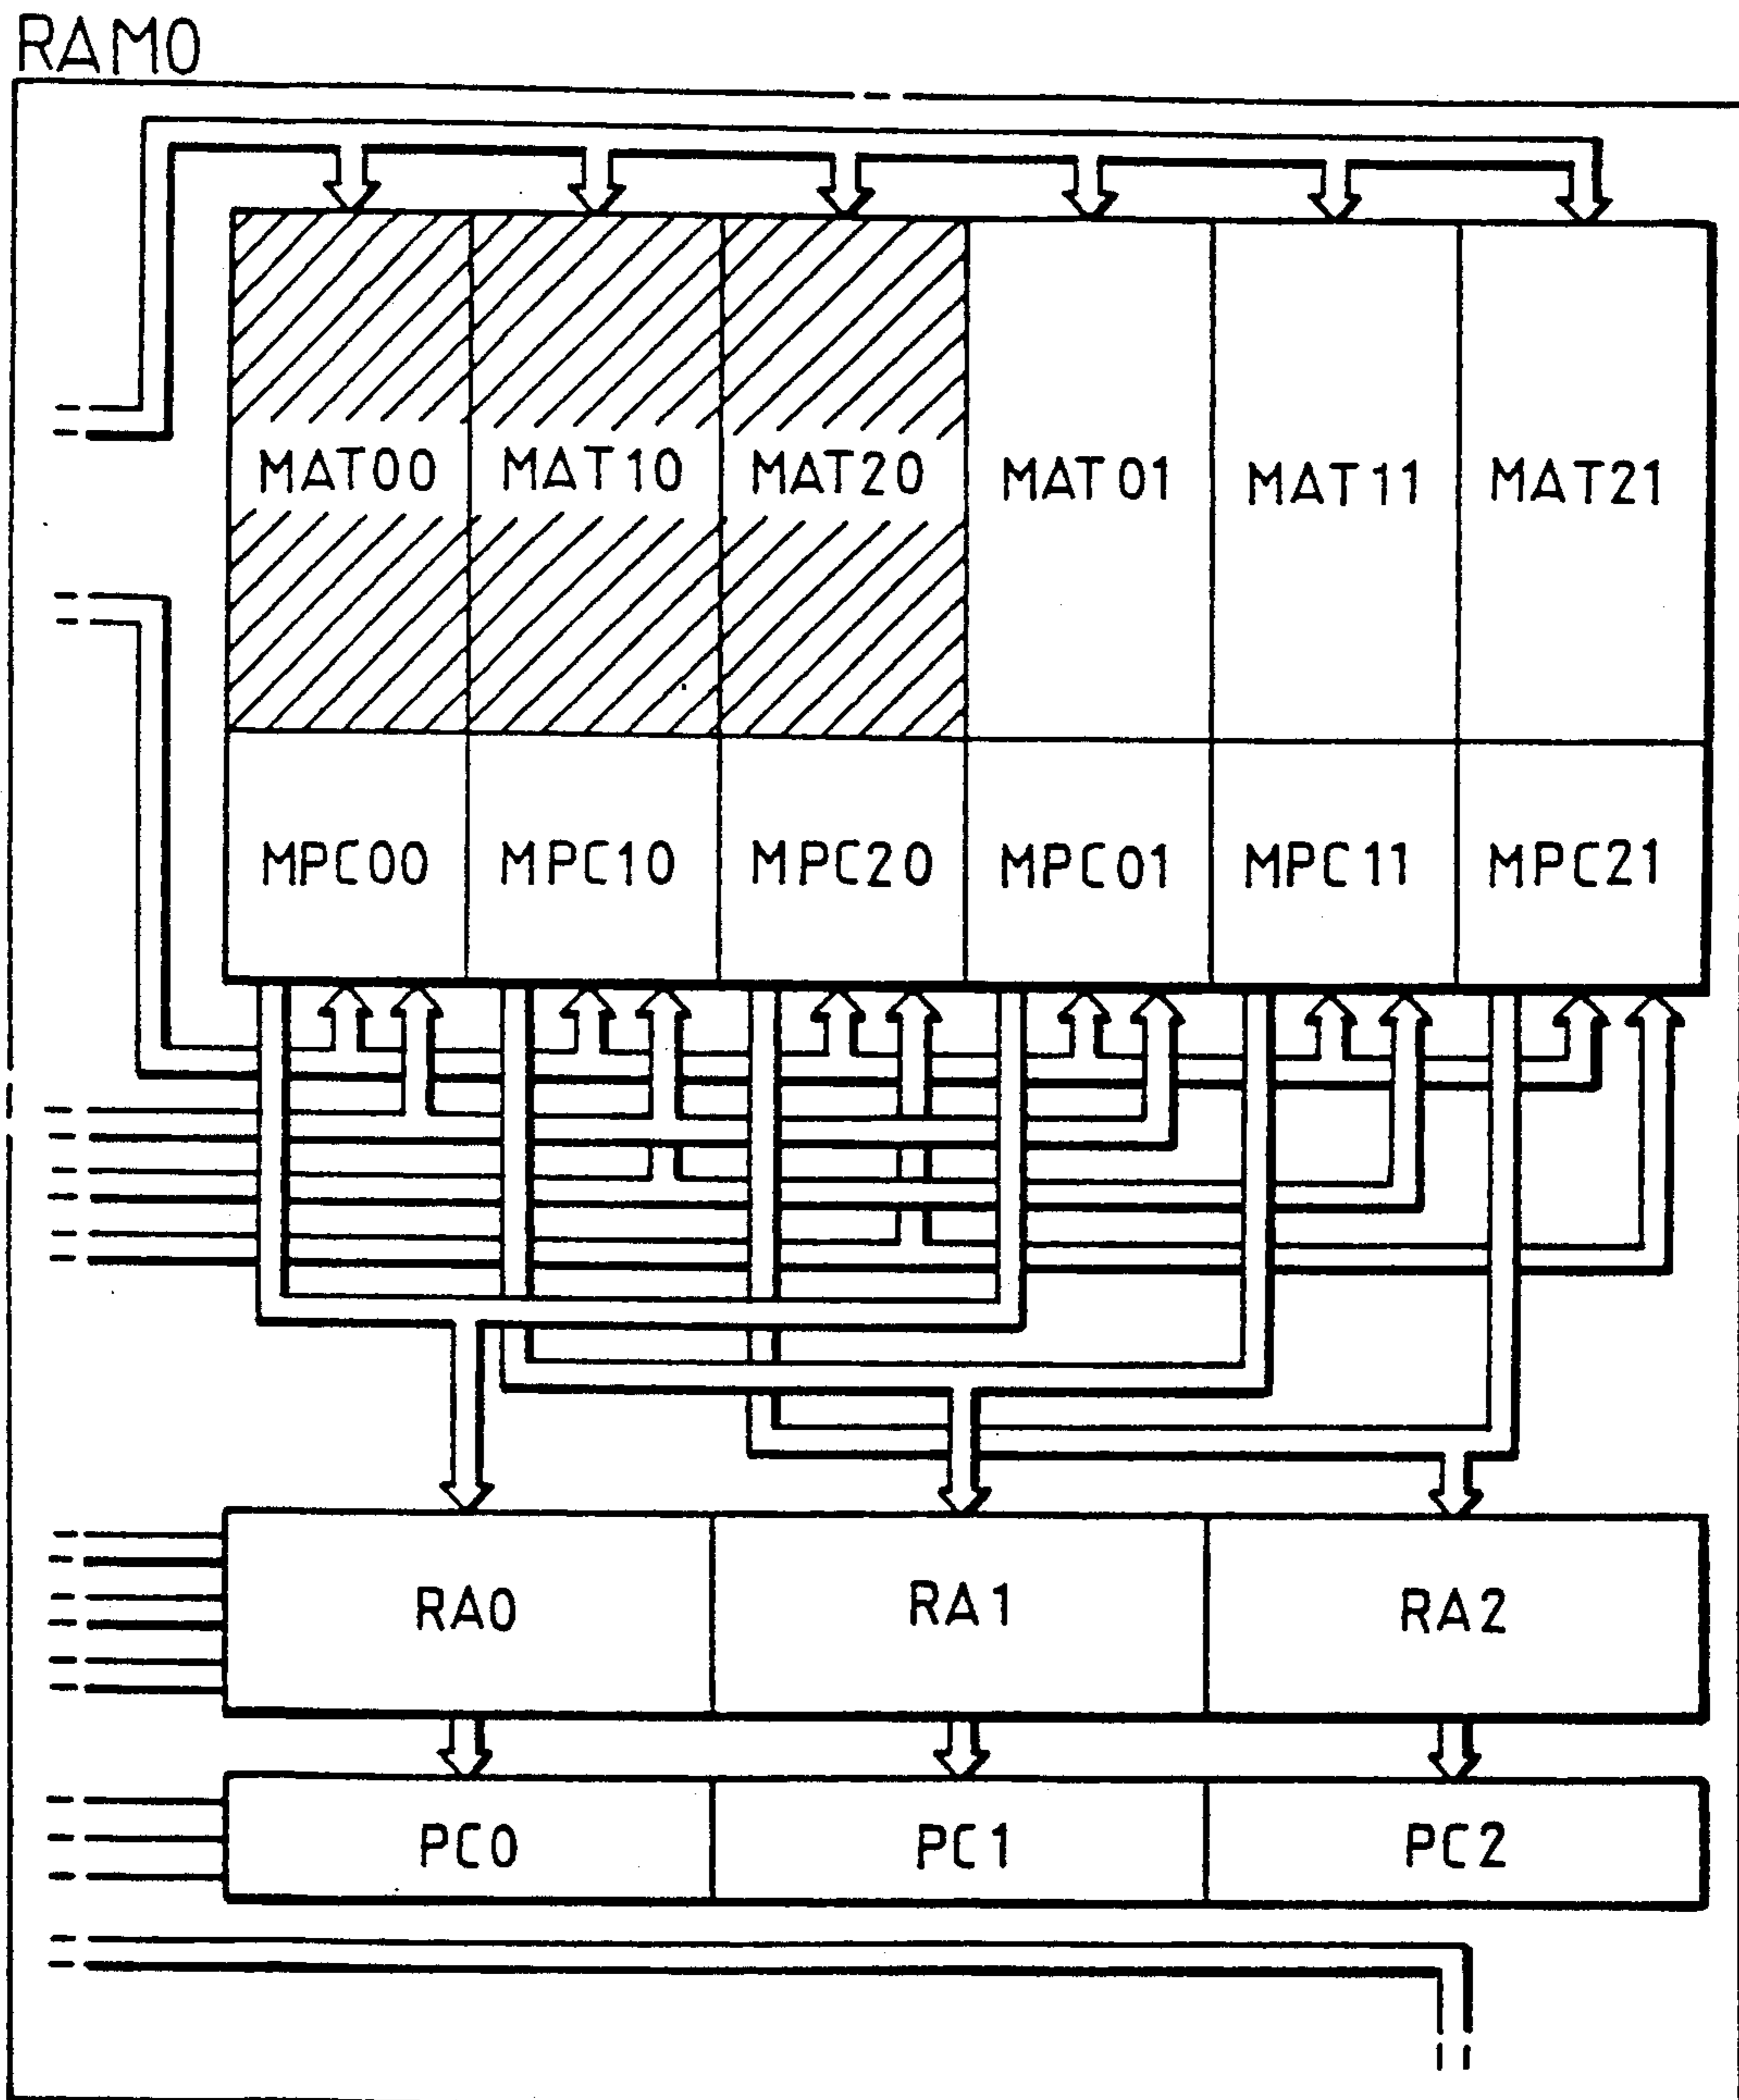 RAM0
MAT00 MAT10 MAT20 MAT01 MAT11 MAT21
MPC00 MPC10 MPC20 MPC01 MPC11 MPC21
RA0 RA1 RA2
PC0 PC1 PC2